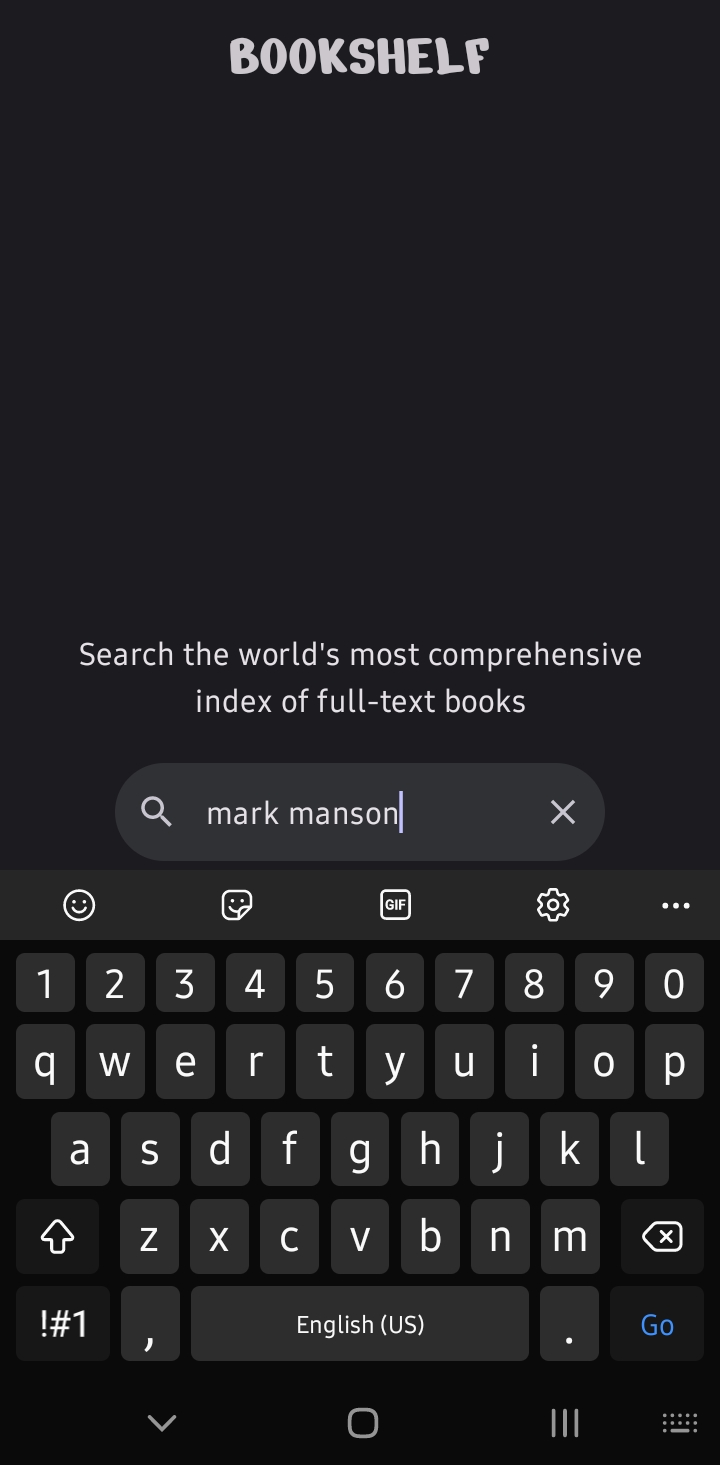 BOOKSHELF
Search the world's most comprehensive
index of full-text books
mark manson
GIF
1 2 3 4 5 6 7 8 9 0
q w e r t y u i o p
a s d f g h j k l
z x c v b n m
!#1 , English (US) . Go